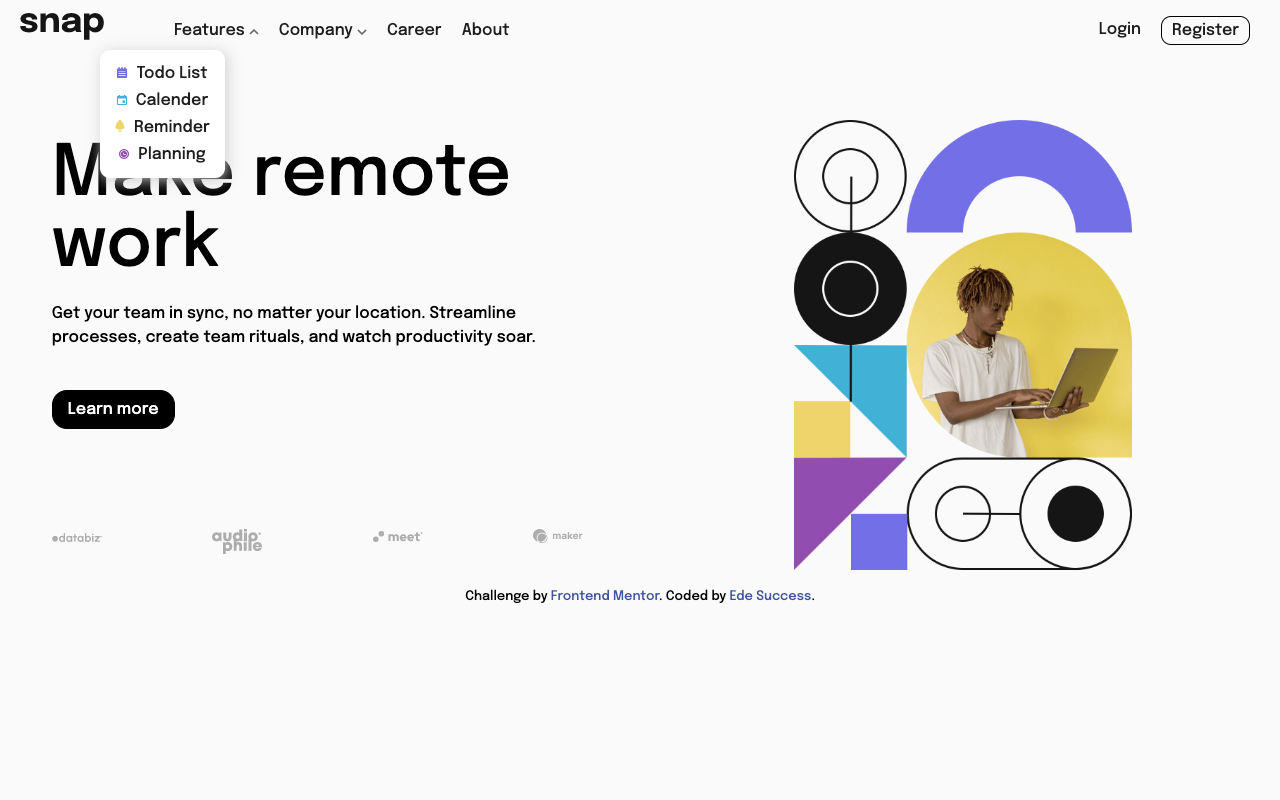 snap
Features
Company
Career
About
Login
Register
Todo List
Calender
Reminder
Planning
Make remote
work
Get your team in sync, no matter your location. Streamline
processes, create team rituals, and watch productivity soar.
Learn more
databiz
audiophile
meet
maker
Challenge by Frontend Mentor. Coded by Ede Success.